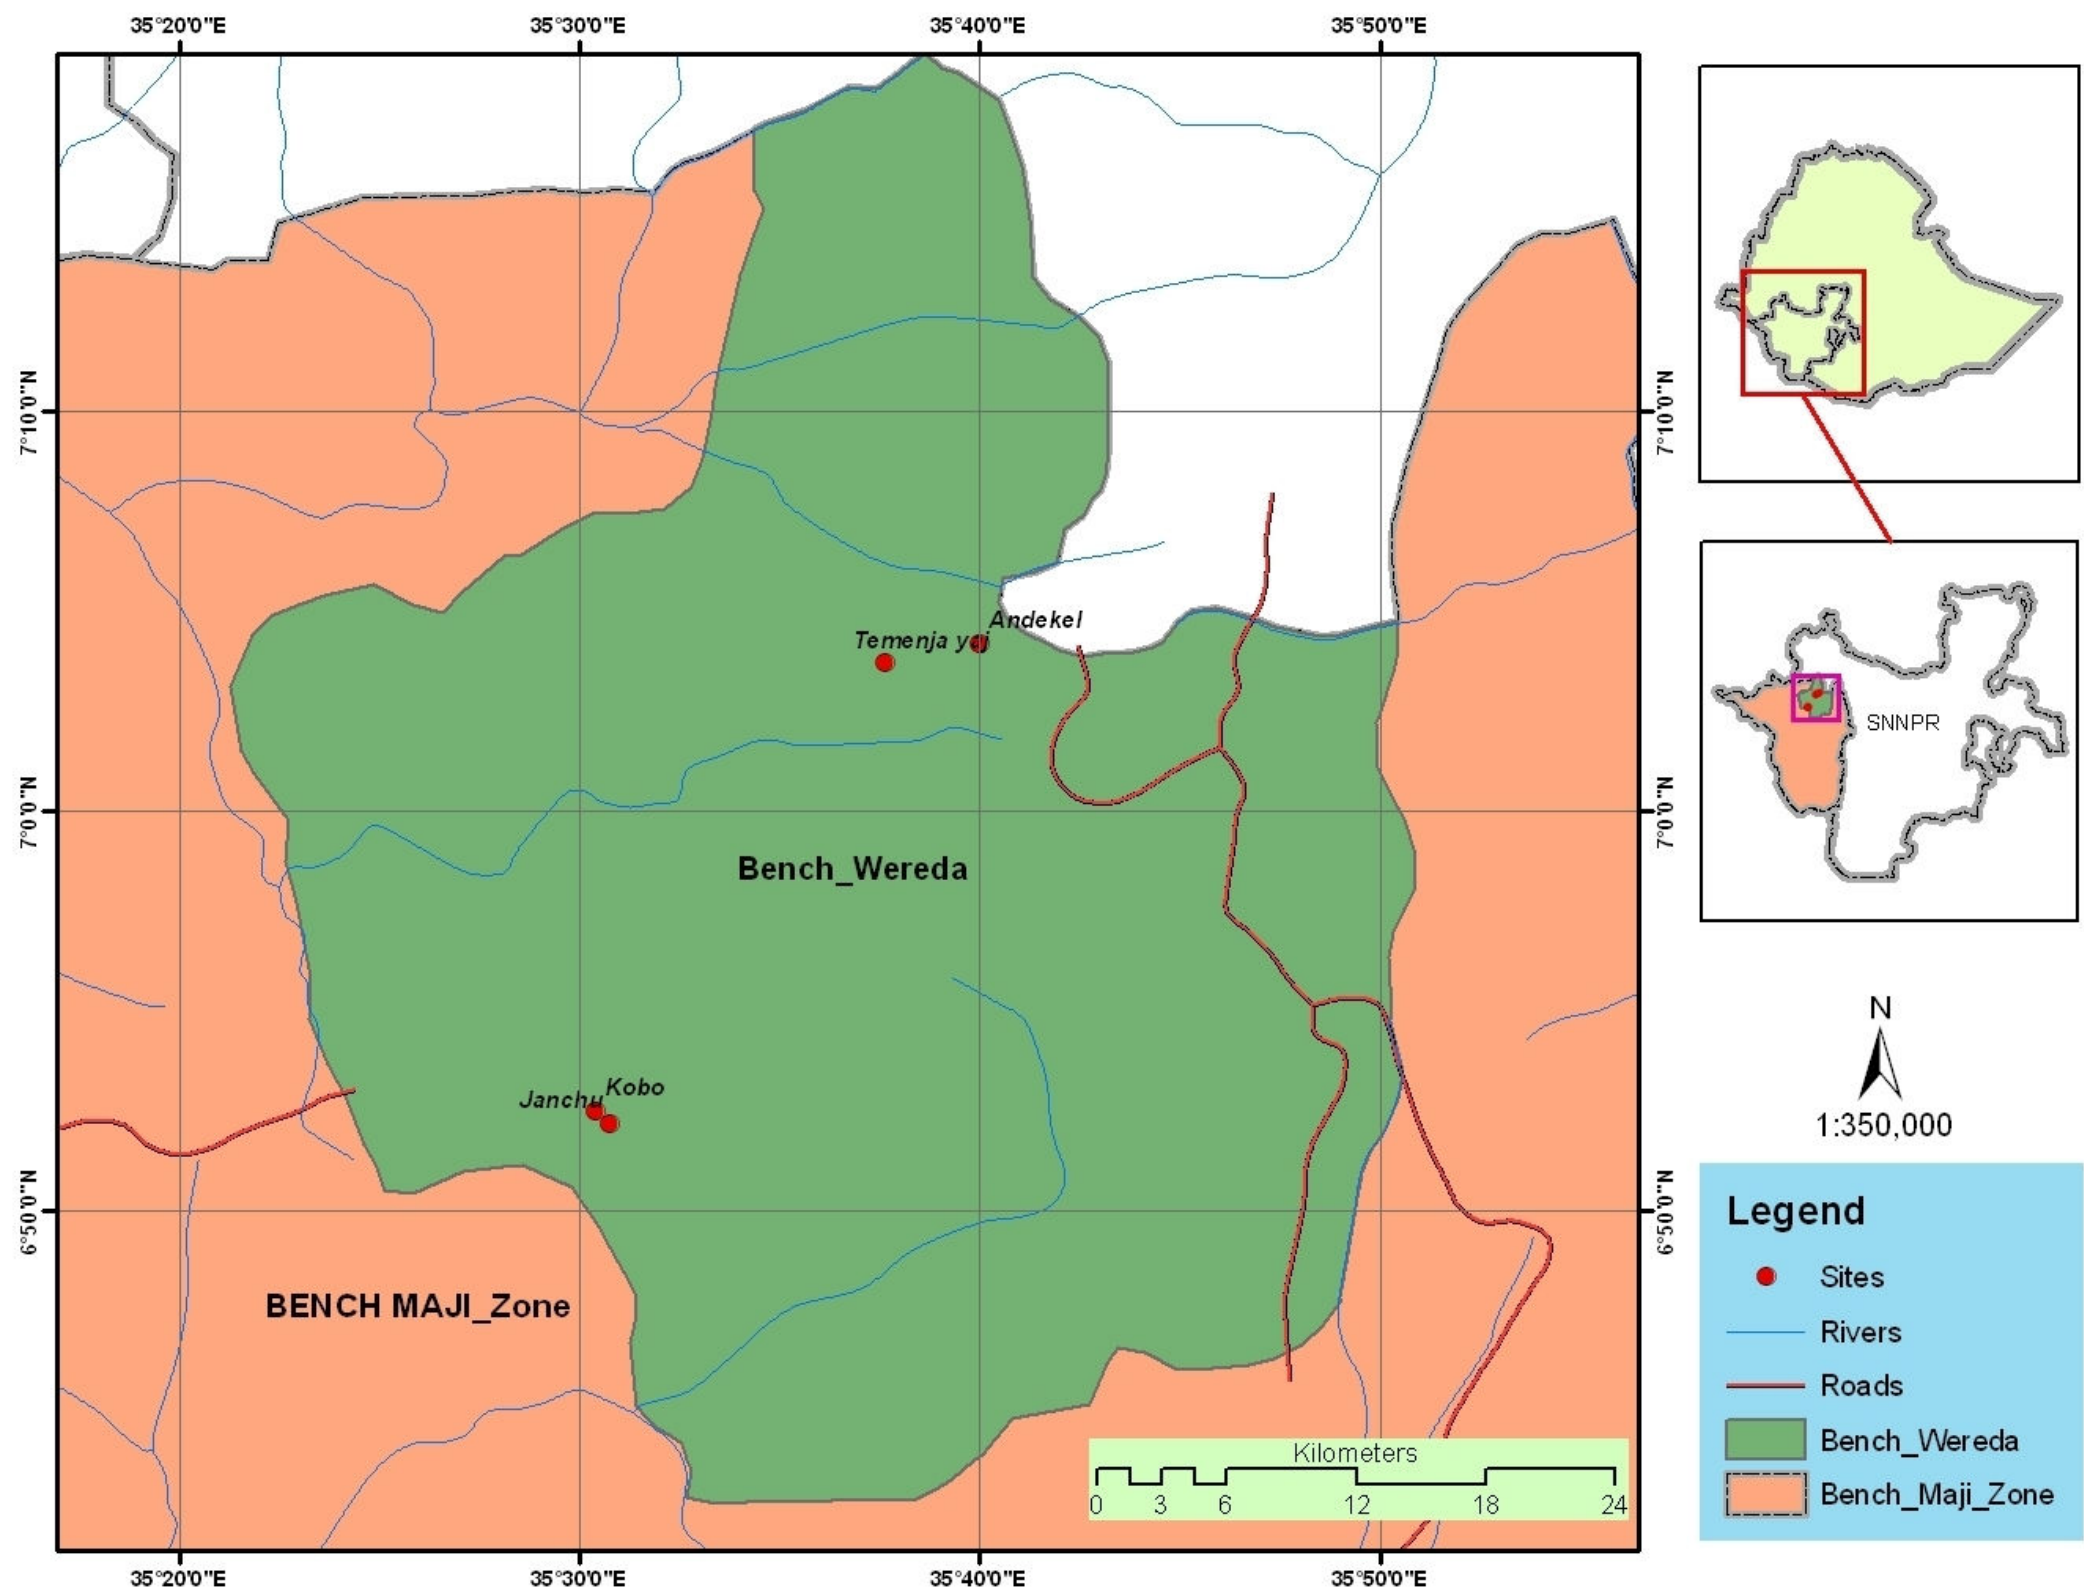 35°20'0"E 35°30'0"E 35°40'0"E 35°50'0"E
7°10'0"N 7°10'0"N
Andekel
Temenja yaj
SNNPR
7°0'0"N 7°0'0"N
Bench_Wereda
N
1:350,000
Kobo
Janchu
6°50'0"N 6°50'0"N
BENCH MAJI_Zone
Legend
Sites
Rivers
Roads
Bench_Wereda
Bench_Maji_Zone
Kilometers
0 3 6 12 18 24
35°20'0"E 35°30'0"E 35°40'0"E 35°50'0"E